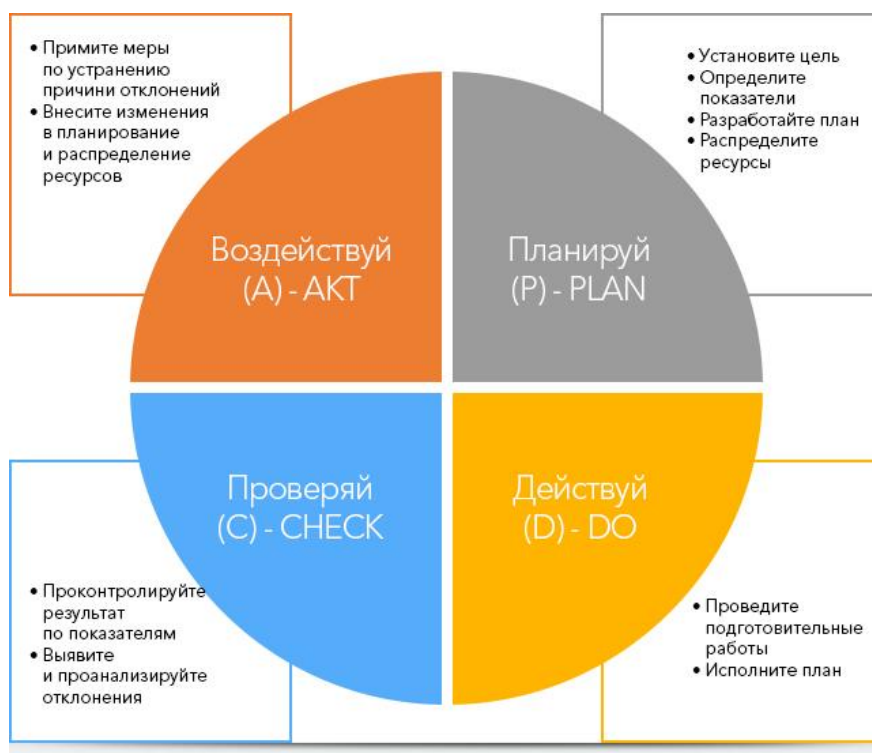 • Примите меры
по устранению
причини отклонений
• Внесите изменения
в планирование
и распределение
ресурсов
• Установите цель
• Определите
показатели
• Разработайте план
• Распределите
ресурсы
Воздействуй
(А) - АКТ
Планируй
(P) - PLAN
Проверяй
(C) - CHECK
Действуй
(D) - DO
• Проконтролируйте
результат
по показателям
• Выявите
и проанализируйте
отклонения
• Проведите
подготовительные
работы
• Исполните план